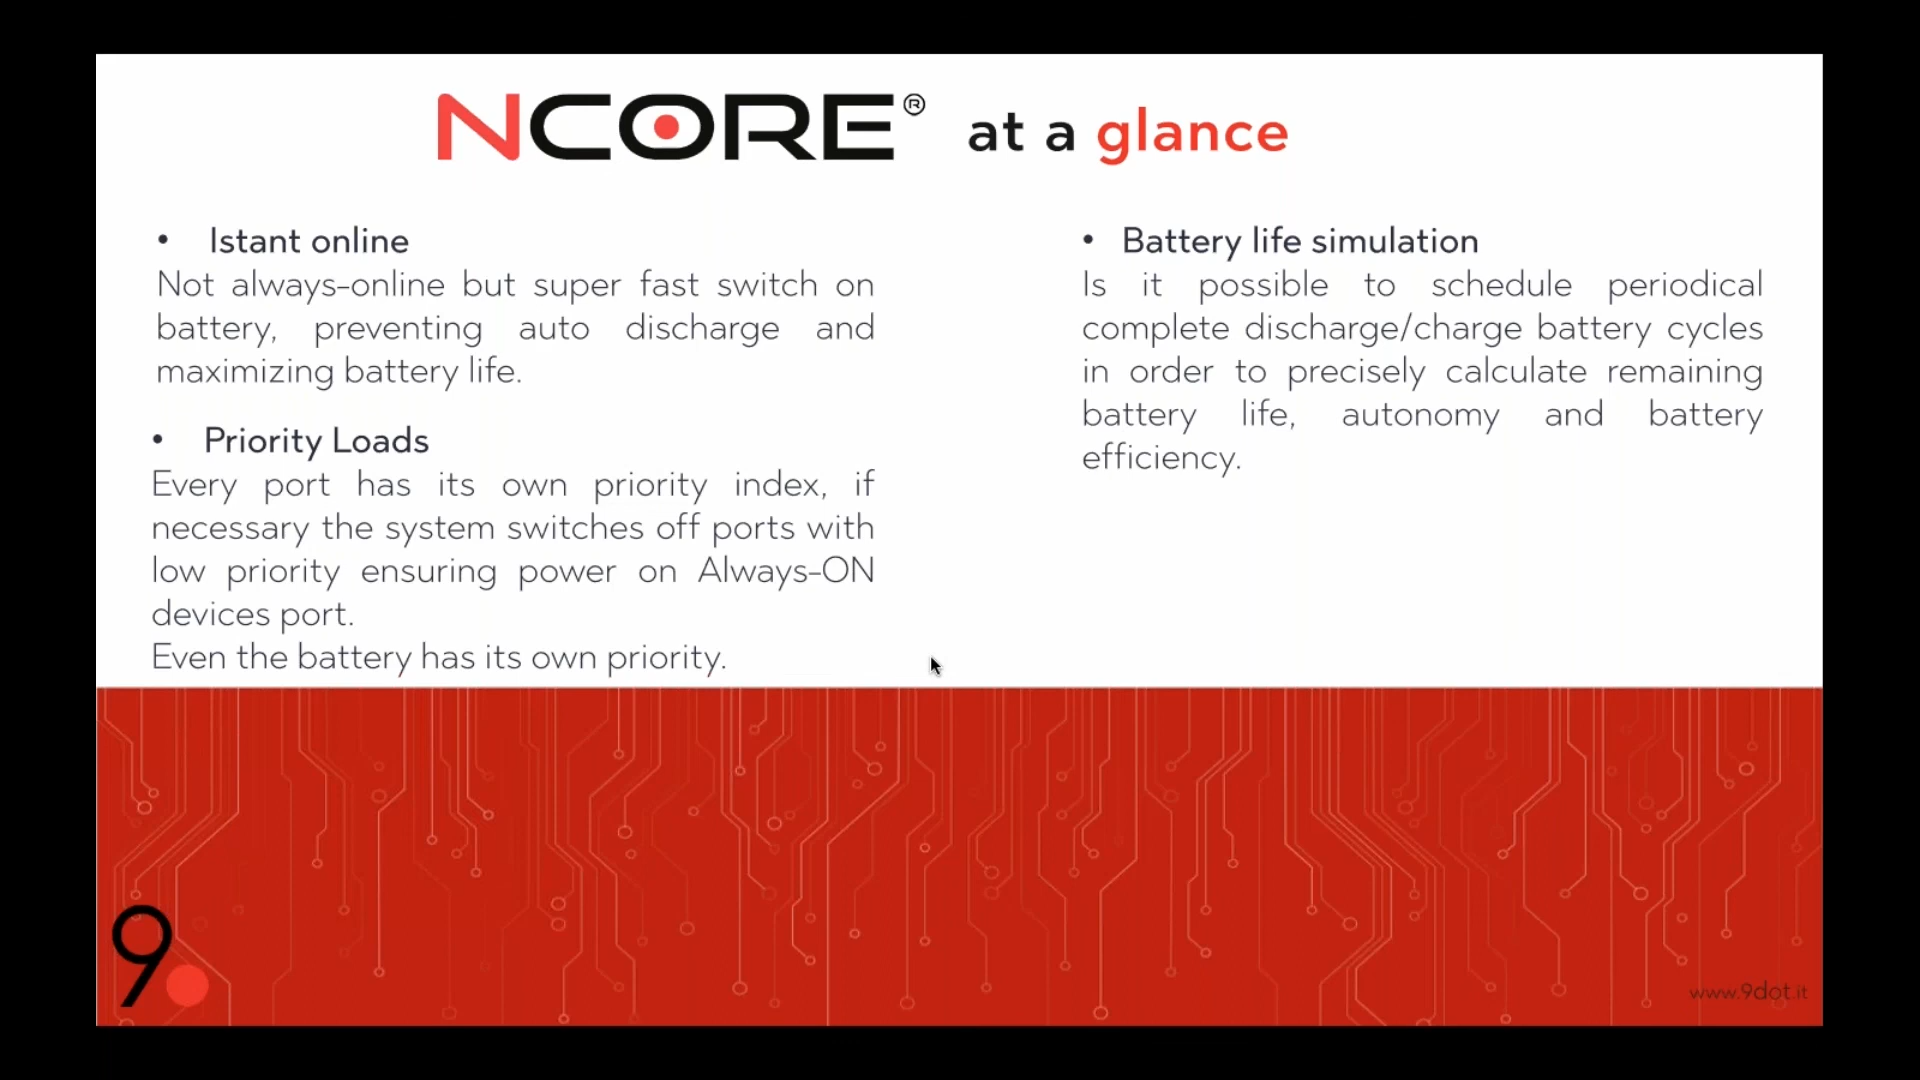 NCORE® at a glance
• Istant online
Not always-online but super fast switch on
battery, preventing auto discharge and
maximizing battery life.
• Priority Loads
Every port has its own priority index, if
necessary the system switches off ports with
low priority ensuring power on Always-ON
devices port.
Even the battery has its own priority.
• Battery life simulation
Is it possible to schedule periodical
complete discharge/charge battery cycles
in order to precisely calculate remaining
battery life, autonomy and battery
efficiency.
9
www.9dot.it